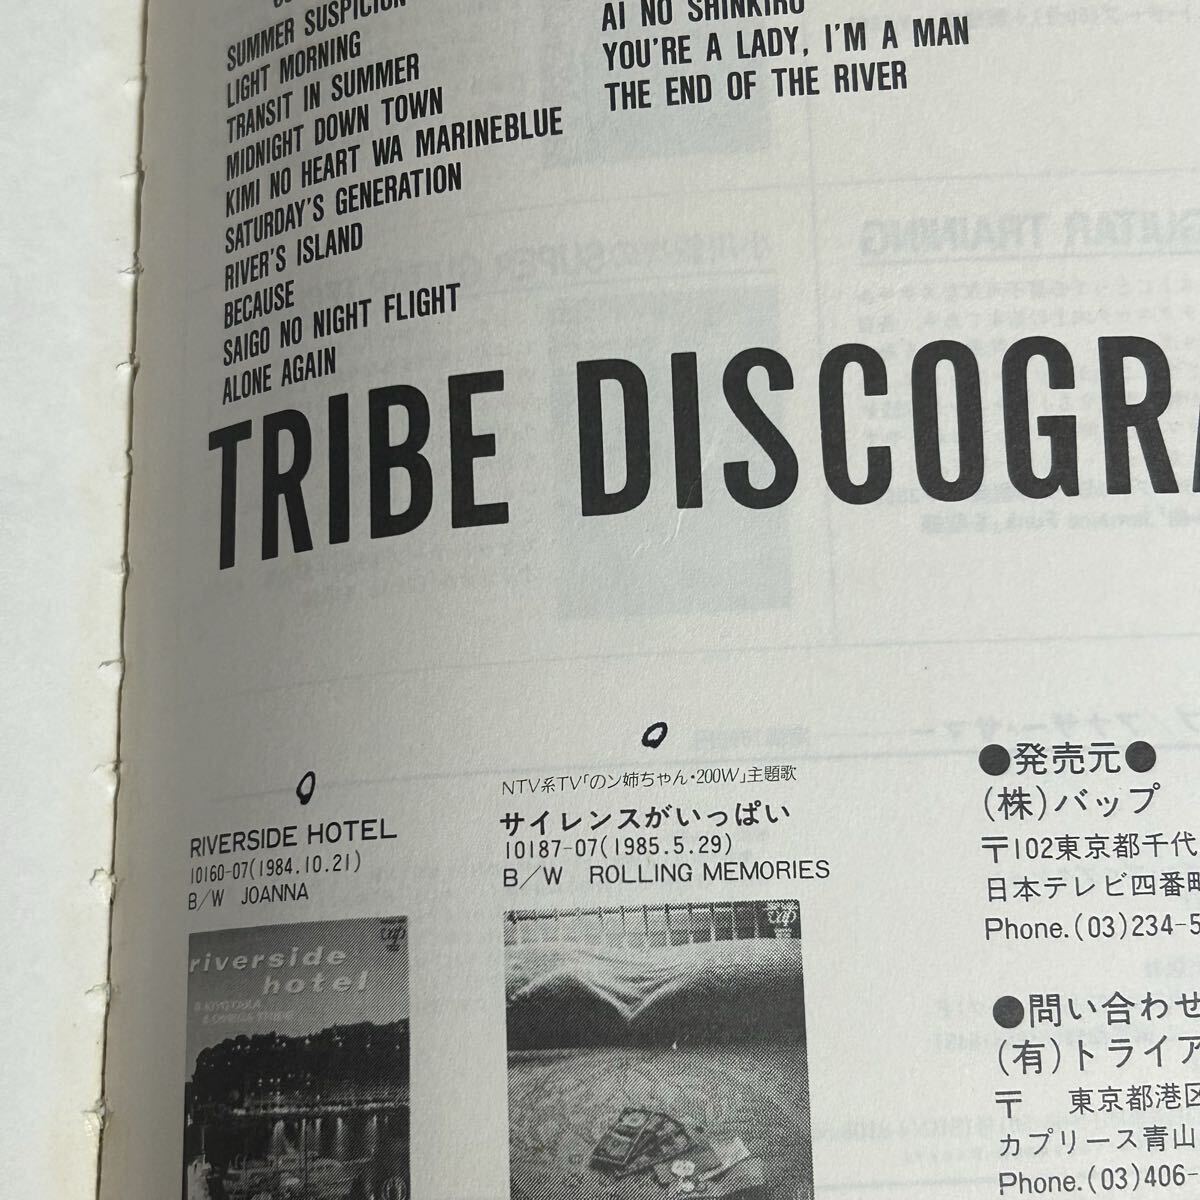 SUMMER SUSPICION
LIGHT MORNING
TRANSIT IN SUMMER
MIDNIGHT DOWN TOWN
KIMI NO HEART WA MARINEBLUE
SATURDAY'S GENERATION
RIVER'S ISLAND
BECAUSE
SAIGO NO NIGHT FLIGHT
ALONE AGAIN
AI NO SHINKIRO
YOU'RE A LADY, I'M A MAN
THE END OF THE RIVER
TRIBE DISCOGRA
RIVERSIDE HOTEL
10160-07(1984.10.21)
B/W JOANNA
riverside
hotel
NTV系TV「のン姉ちゃん・200W」主題歌
サイレンスがいっぱい
10187-07(1985.5.29)
B/W ROLLING MEMORIES
vap
●発売元●
(株)バップ
〒102東京都千代
日本テレビ四番町
Phone.(03)234-5
●問い合わせ
(有)トライア
〒 東京都港区
カプリース青山
Phone.(03)406-